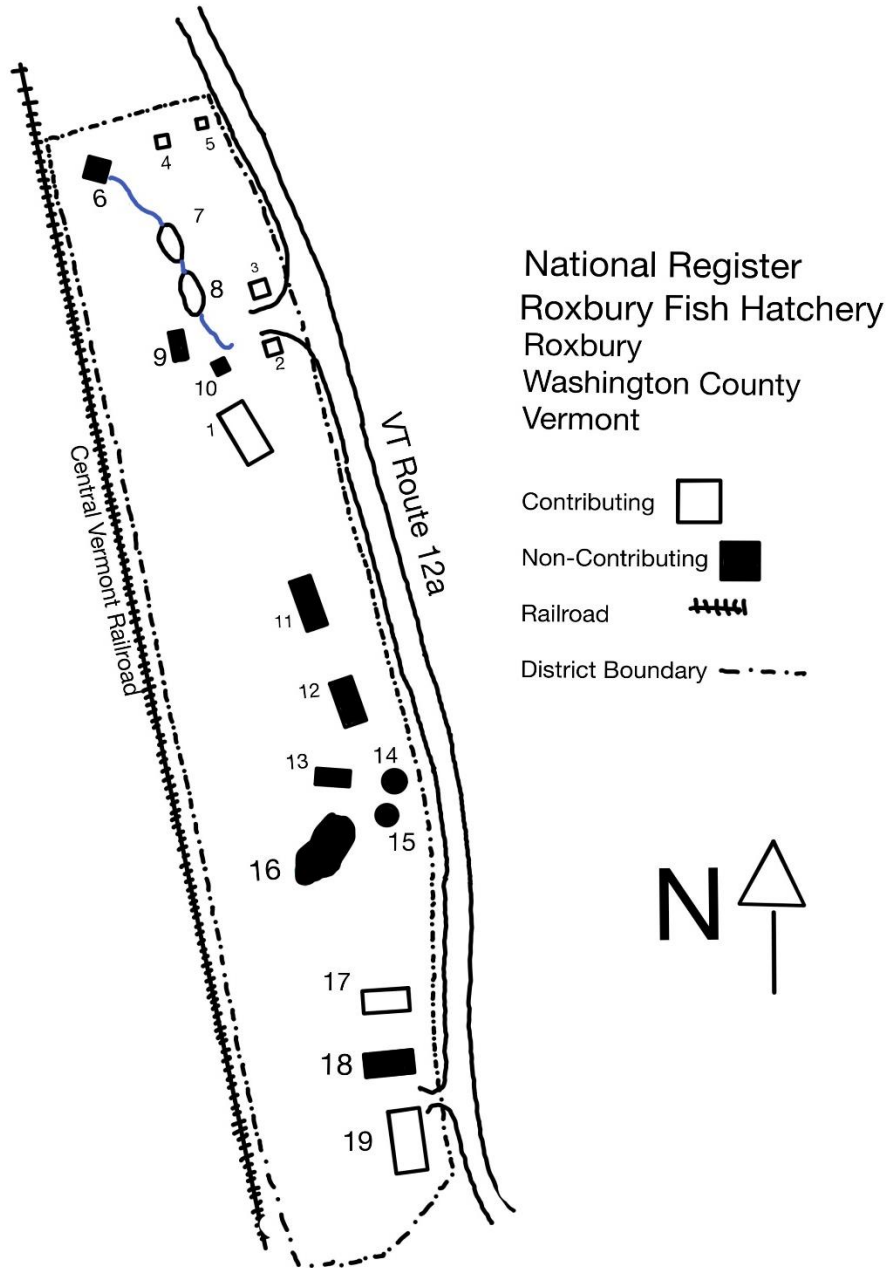 5
4
6
7
3
8
9
2
10
1
VT Route 12a
Central Vermont Railroad
11
12
13
14
15
16
17
18
19
National Register
Roxbury Fish Hatchery
Roxbury
Washington County
Vermont
Contributing
Non-Contributing
Railroad
District Boundary
N